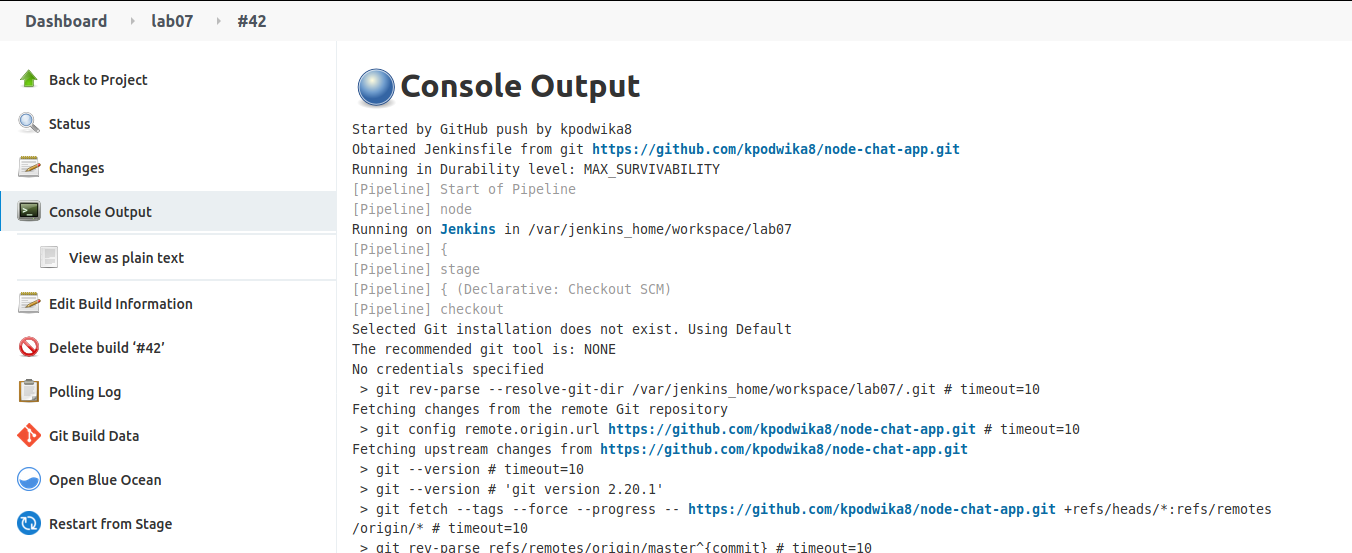 Dashboard lab07 #42
Back to Project
Status
Changes
Console Output
View as plain text
Edit Build Information
Delete build ‘#42’
Polling Log
Git Build Data
Open Blue Ocean
Restart from Stage
Console Output
Started by GitHub push by kpodwika8
Obtained Jenkinsfile from git https://github.com/kpodwika8/node-chat-app.git
Running in Durability level: MAX_SURVIVABILITY
[Pipeline] Start of Pipeline
[Pipeline] node
Running on Jenkins in /var/jenkins_home/workspace/lab07
[Pipeline] {
[Pipeline] stage
[Pipeline] { (Declarative: Checkout SCM)
[Pipeline] checkout
Selected Git installation does not exist. Using Default
The recommended git tool is: NONE
No credentials specified
> git rev-parse --resolve-git-dir /var/jenkins_home/workspace/lab07/.git # timeout=10
Fetching changes from the remote Git repository
> git config remote.origin.url https://github.com/kpodwika8/node-chat-app.git # timeout=10
Fetching upstream changes from https://github.com/kpodwika8/node-chat-app.git
> git --version # timeout=10
> git --version # 'git version 2.20.1'
> git fetch --tags --force --progress -- https://github.com/kpodwika8/node-chat-app.git +refs/heads/*:refs/remotes
/origin/* # timeout=10
> git rev-parse refs/remotes/origin/master^{commit} # timeout=10